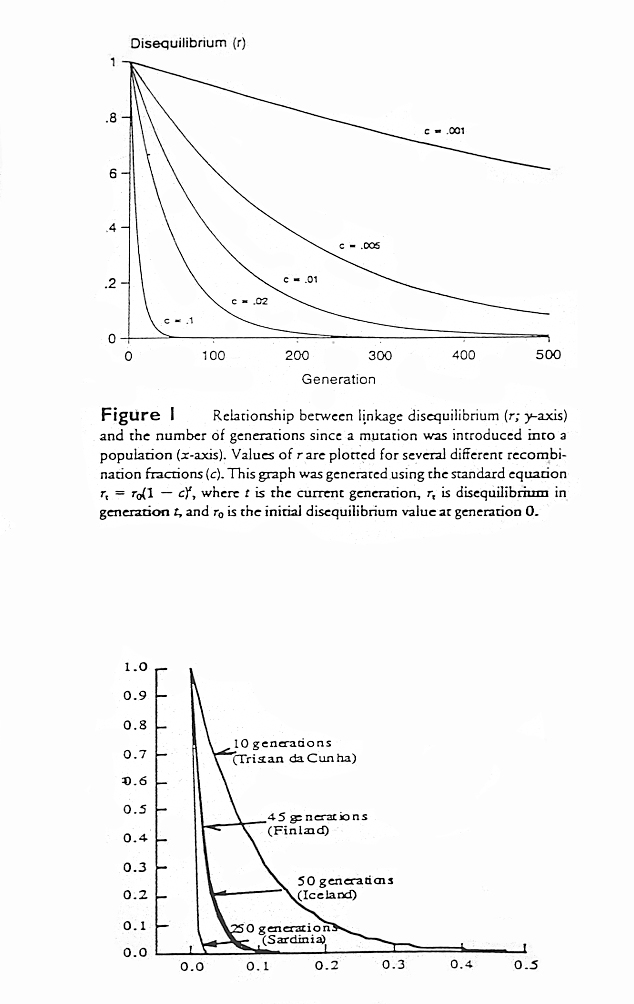 Disequilibrium (r)
1
.8
6
.4
.2
0
c = .001
c = .005
c = .01
c = .02
c = .1
0 100 200 300 400 500
Generation
Figure 1 Relationship between linkage disequilibrium (r; y-axis)
and the number of generations since a mutation was introduced into a
population (x-axis). Values of r are plotted for several different recombi-
nation fractions (c). This graph was generated using the standard equation
rₜ = r₀(1 − c)ᵗ, where t is the current generation, rₜ is disequilibrium in
generation t, and r₀ is the initial disequilibrium value at generation 0.
1.0
0.9
0.8
0.7
0.6
0.5
0.4
0.3
0.2
0.1
0.0
10 generations
(Tristan da Cunha)
45 generations
(Finland)
50 generations
(Iceland)
250 generations
(Sardinia)
0.0 0.1 0.2 0.3 0.4 0.5